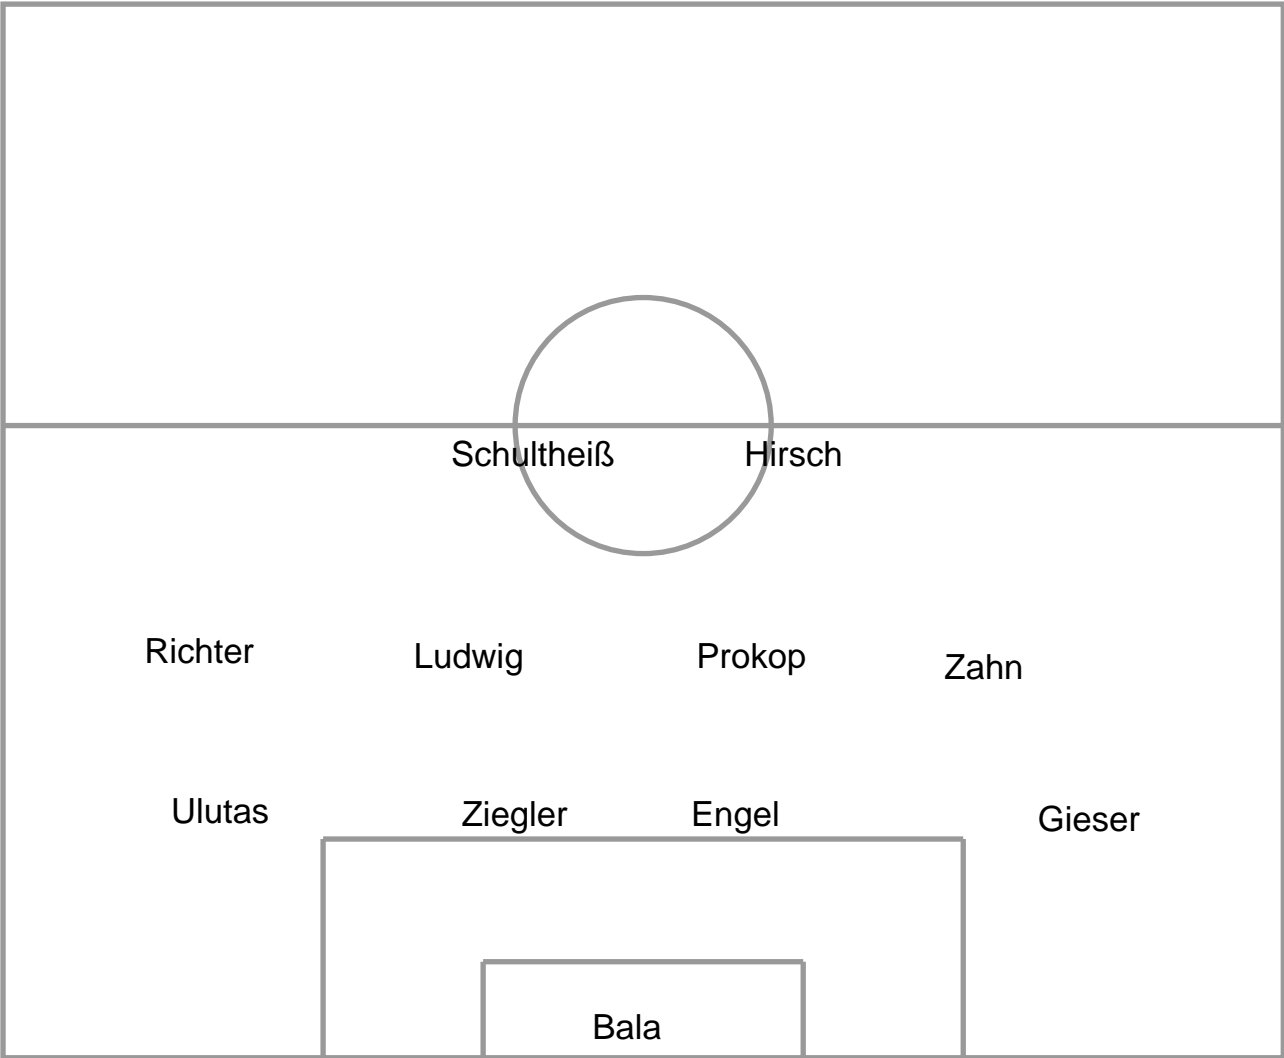 Schultheiß Hirsch
Richter Ludwig Prokop Zahn
Ulutas Ziegler Engel Gieser
Bala